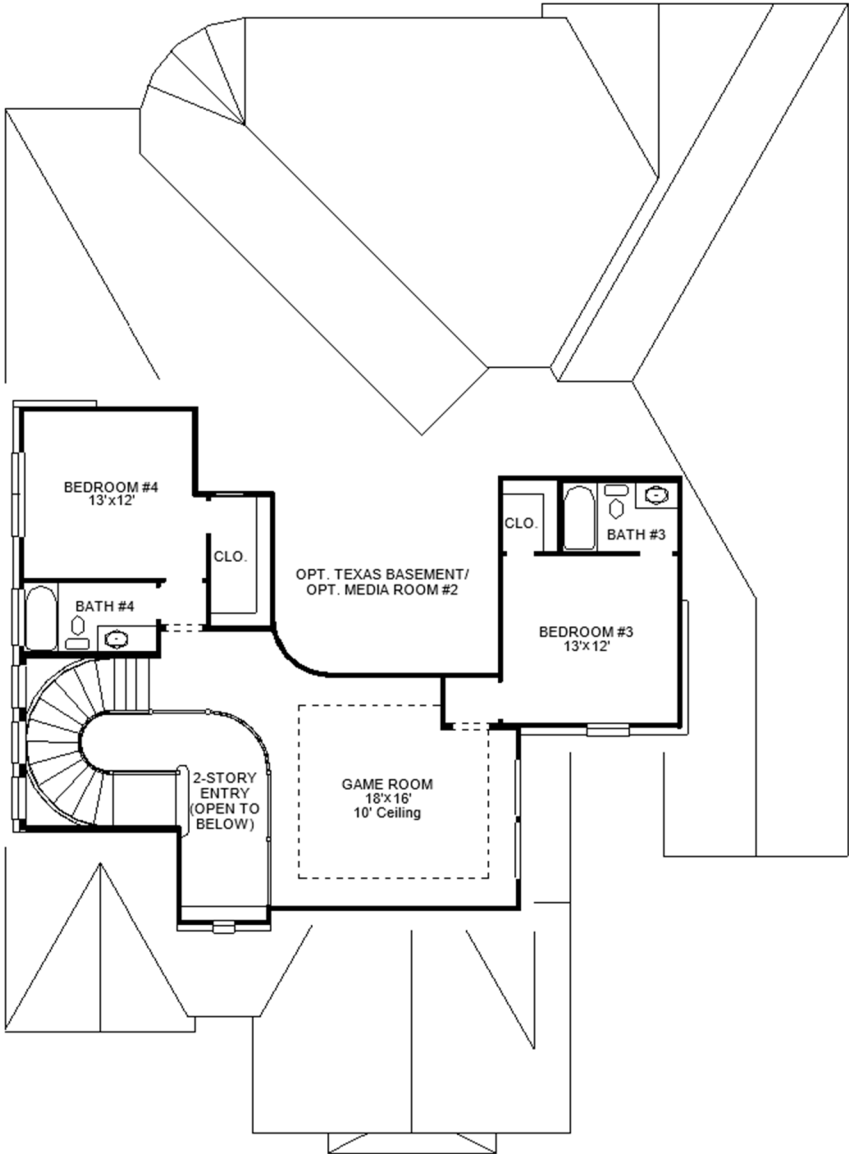 BEDROOM #4
13'x12'
CLO.
BATH #4
OPT. TEXAS BASEMENT/
OPT. MEDIA ROOM #2
CLO.
BATH #3
BEDROOM #3
13'x12'
2-STORY
ENTRY
(OPEN TO
BELOW)
GAME ROOM
18'x16'
10' Ceiling